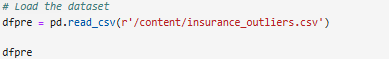 # Load the dataset
dfpre = pd.read_csv(r'/content/insurance_outliers.csv')
dfpre